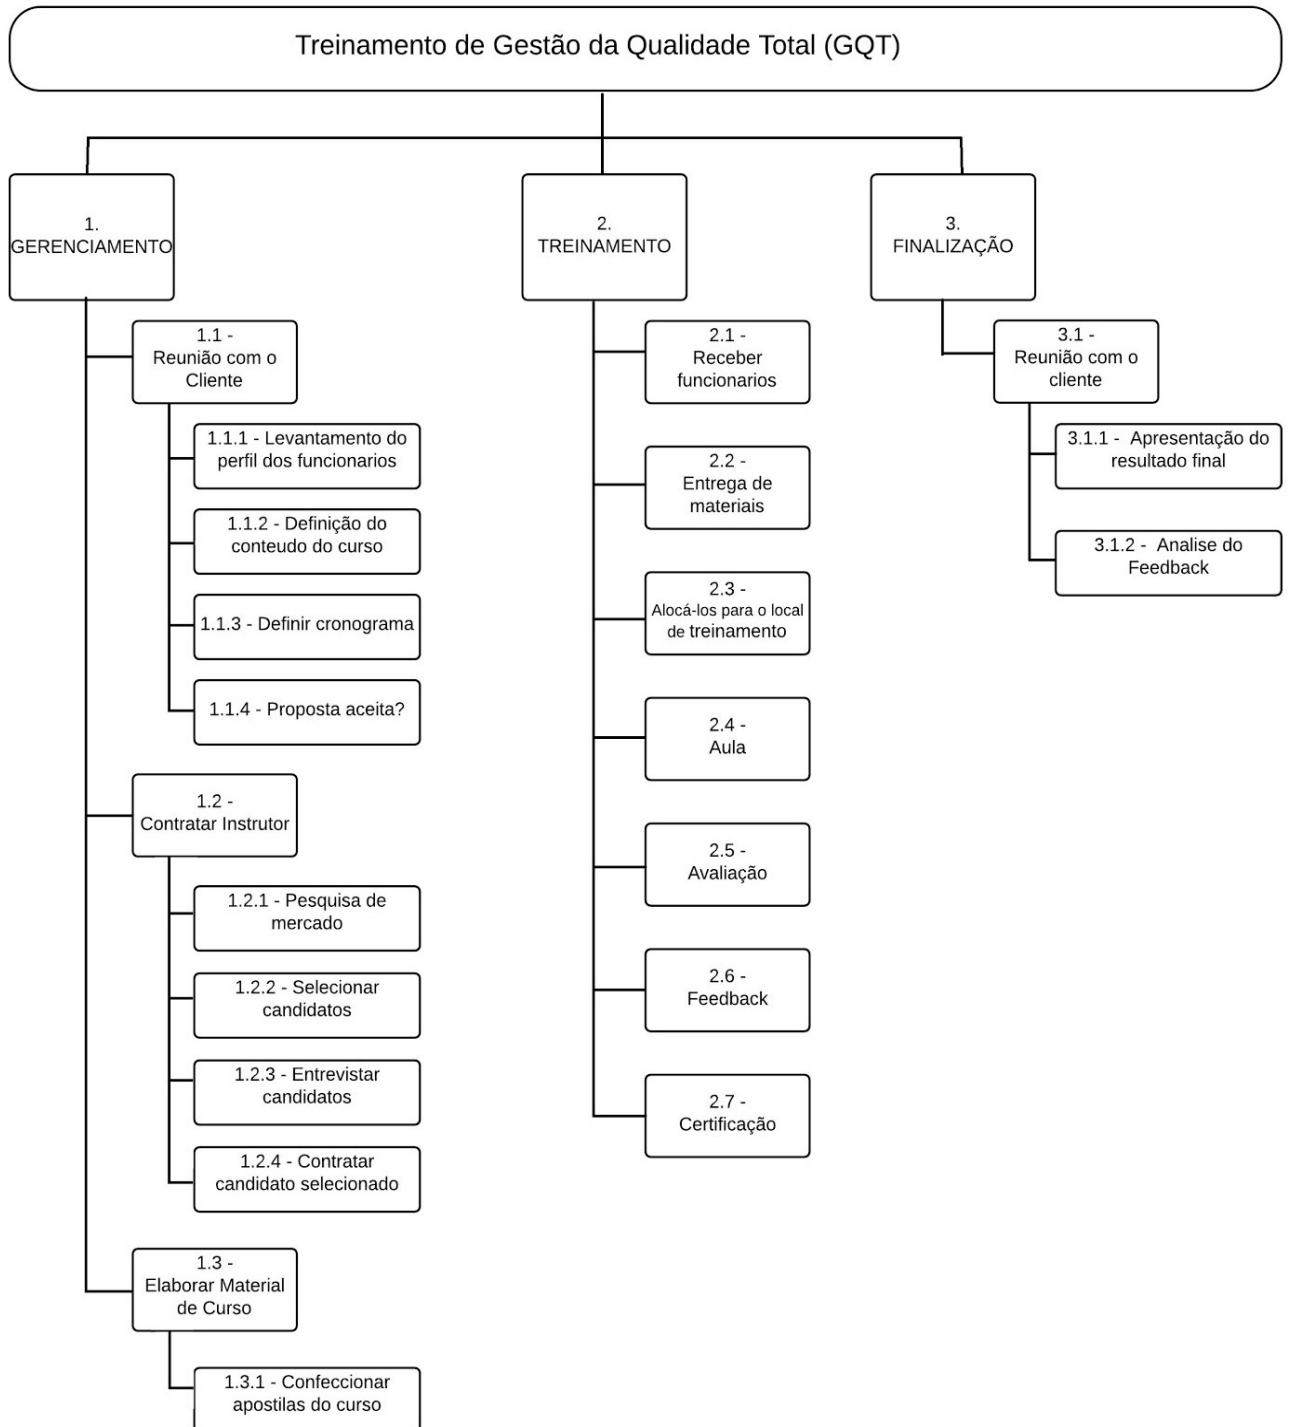 Treinamento de Gestão da Qualidade Total (GQT)
1.
GERENCIAMENTO
1.1 -
Reunião com o
Cliente
1.1.1 - Levantamento do
perfil dos funcionarios
1.1.2 - Definição do
conteudo do curso
1.1.3 - Definir cronograma
1.1.4 - Proposta aceita?
1.2 -
Contratar Instrutor
1.2.1 - Pesquisa de
mercado
1.2.2 - Selecionar
candidatos
1.2.3 - Entrevistar
candidatos
1.2.4 - Contratar
candidato selecionado
1.3 -
Elaborar Material
de Curso
1.3.1 - Confeccionar
apostilas do curso
2.
TREINAMENTO
2.1 -
Receber
funcionarios
2.2 -
Entrega de
materiais
2.3 -
Alocá-los para o local
de treinamento
2.4 -
Aula
2.5 -
Avaliação
2.6 -
Feedback
2.7 -
Certificação
3.
FINALIZAÇÃO
3.1 -
Reunião com o
cliente
3.1.1 - Apresentação do
resultado final
3.1.2 - Analise do
Feedback